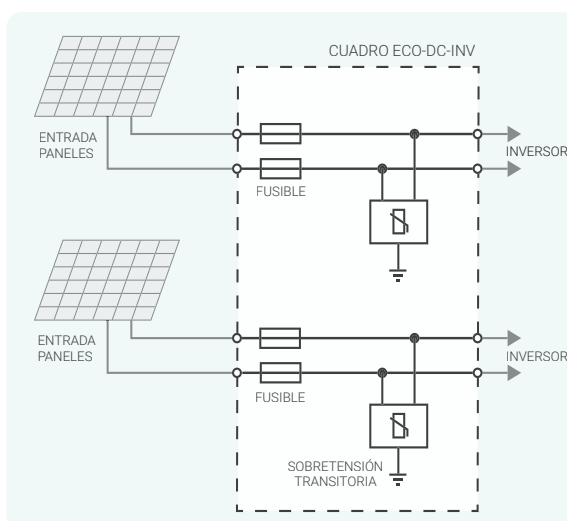 CUADRO ECO-DC-INV
ENTRADA
PANELES
INVERSOR
FUSIBLE
ENTRADA
PANELES
INVERSOR
FUSIBLE
SOBRETENSIÓN
TRANSITORIA